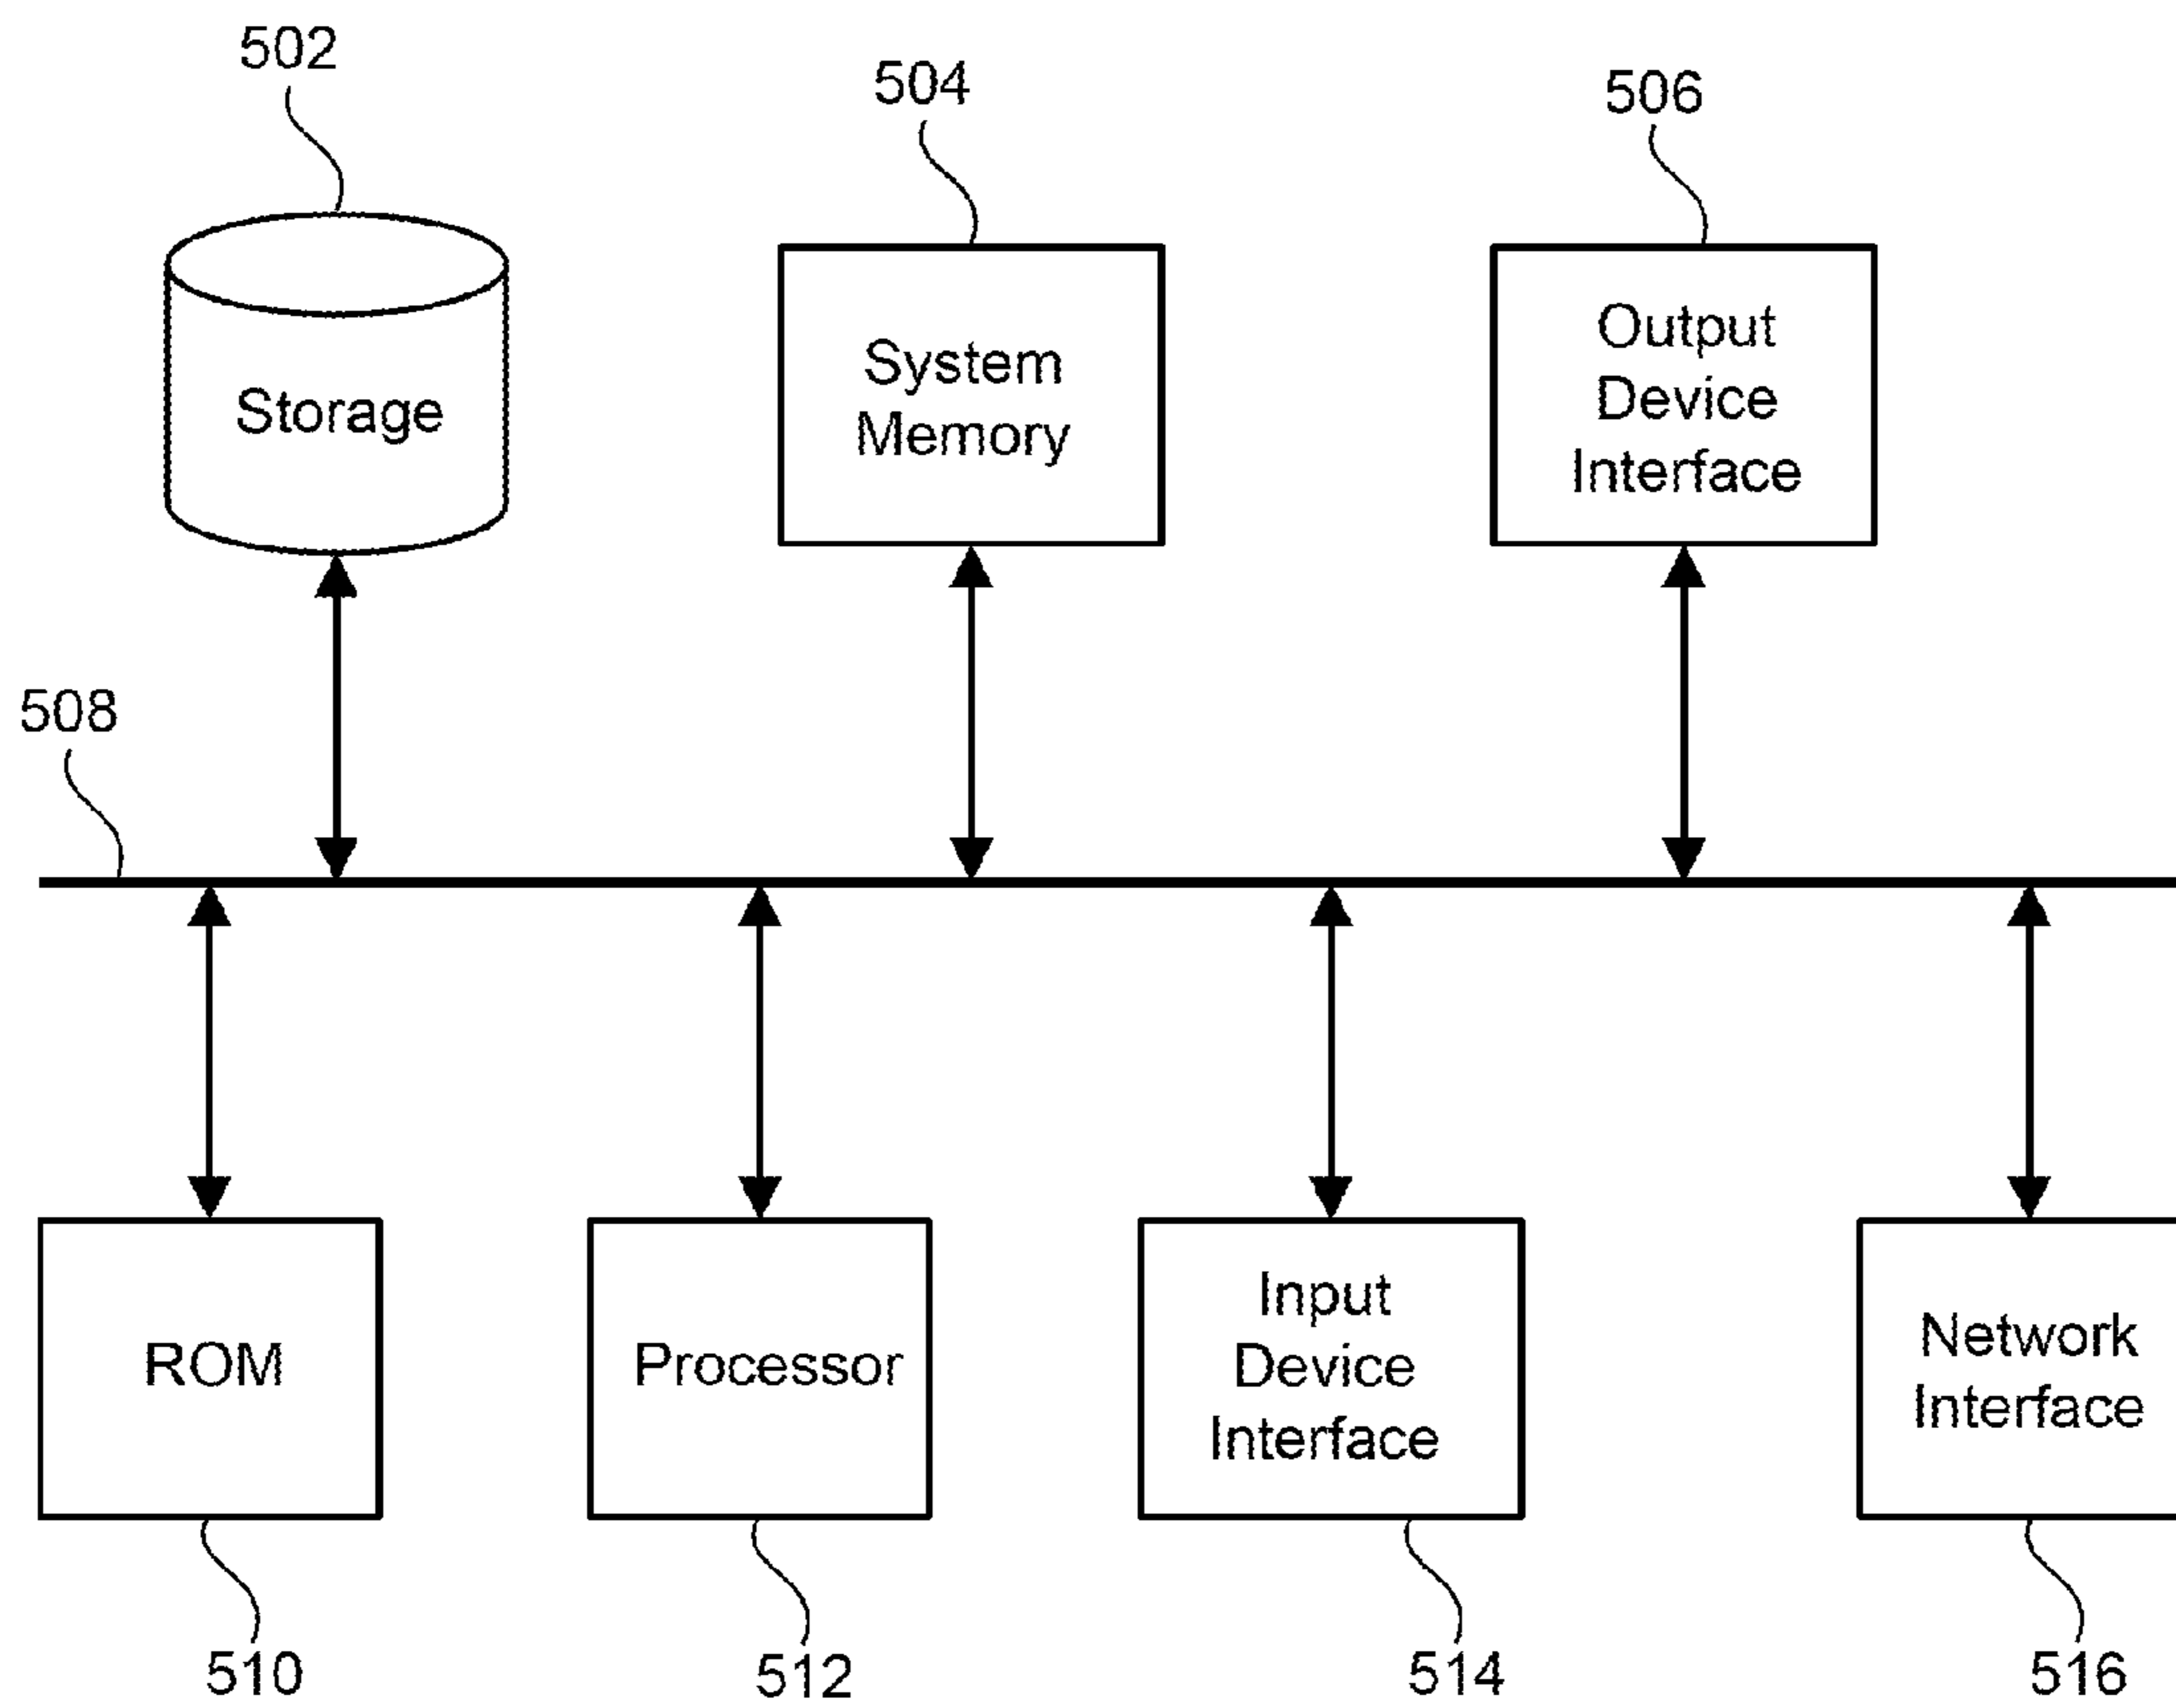 502
504
506
Storage
System
Memory
Output
Device
Interface
508
ROM
Processor
Input
Device
Interface
Network
Interface
510
512
514
516